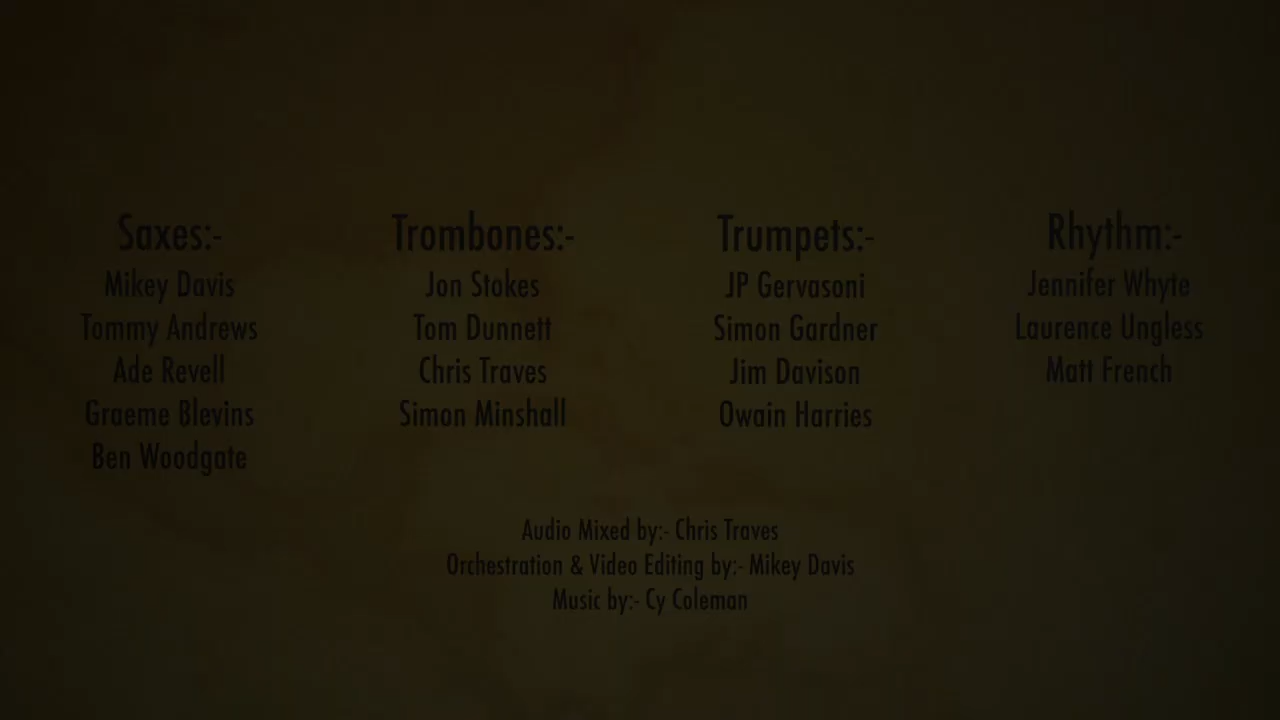 Saxes:-
Mikey Davis
Tommy Andrews
Ade Revell
Graeme Blevins
Ben Woodgate
Trombones:-
Jon Stokes
Tom Dunnett
Chris Traves
Simon Minshall
Trumpets:-
JP Gervasoni
Simon Gardner
Jim Davison
Owain Harries
Rhythm:-
Jennifer Whyte
Laurence Ungless
Matt French
Audio Mixed by:- Chris Traves
Orchestration & Video Editing by:- Mikey Davis
Music by:- Cy Coleman